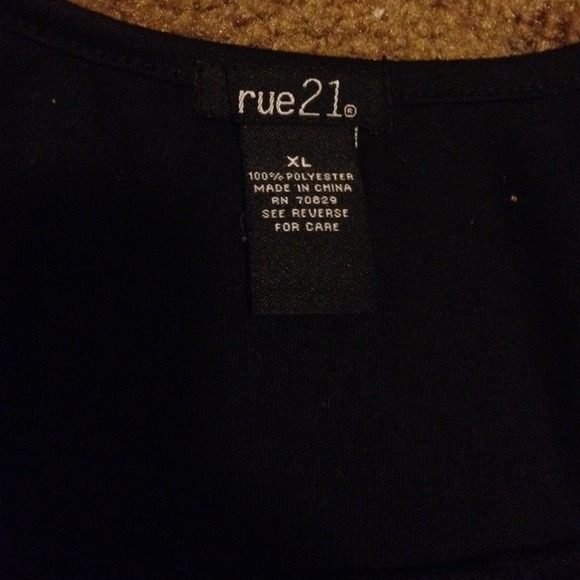 rue21®
XL
100% POLYESTER
MADE IN CHINA
RN 70829
SEE REVERSE
FOR CARE